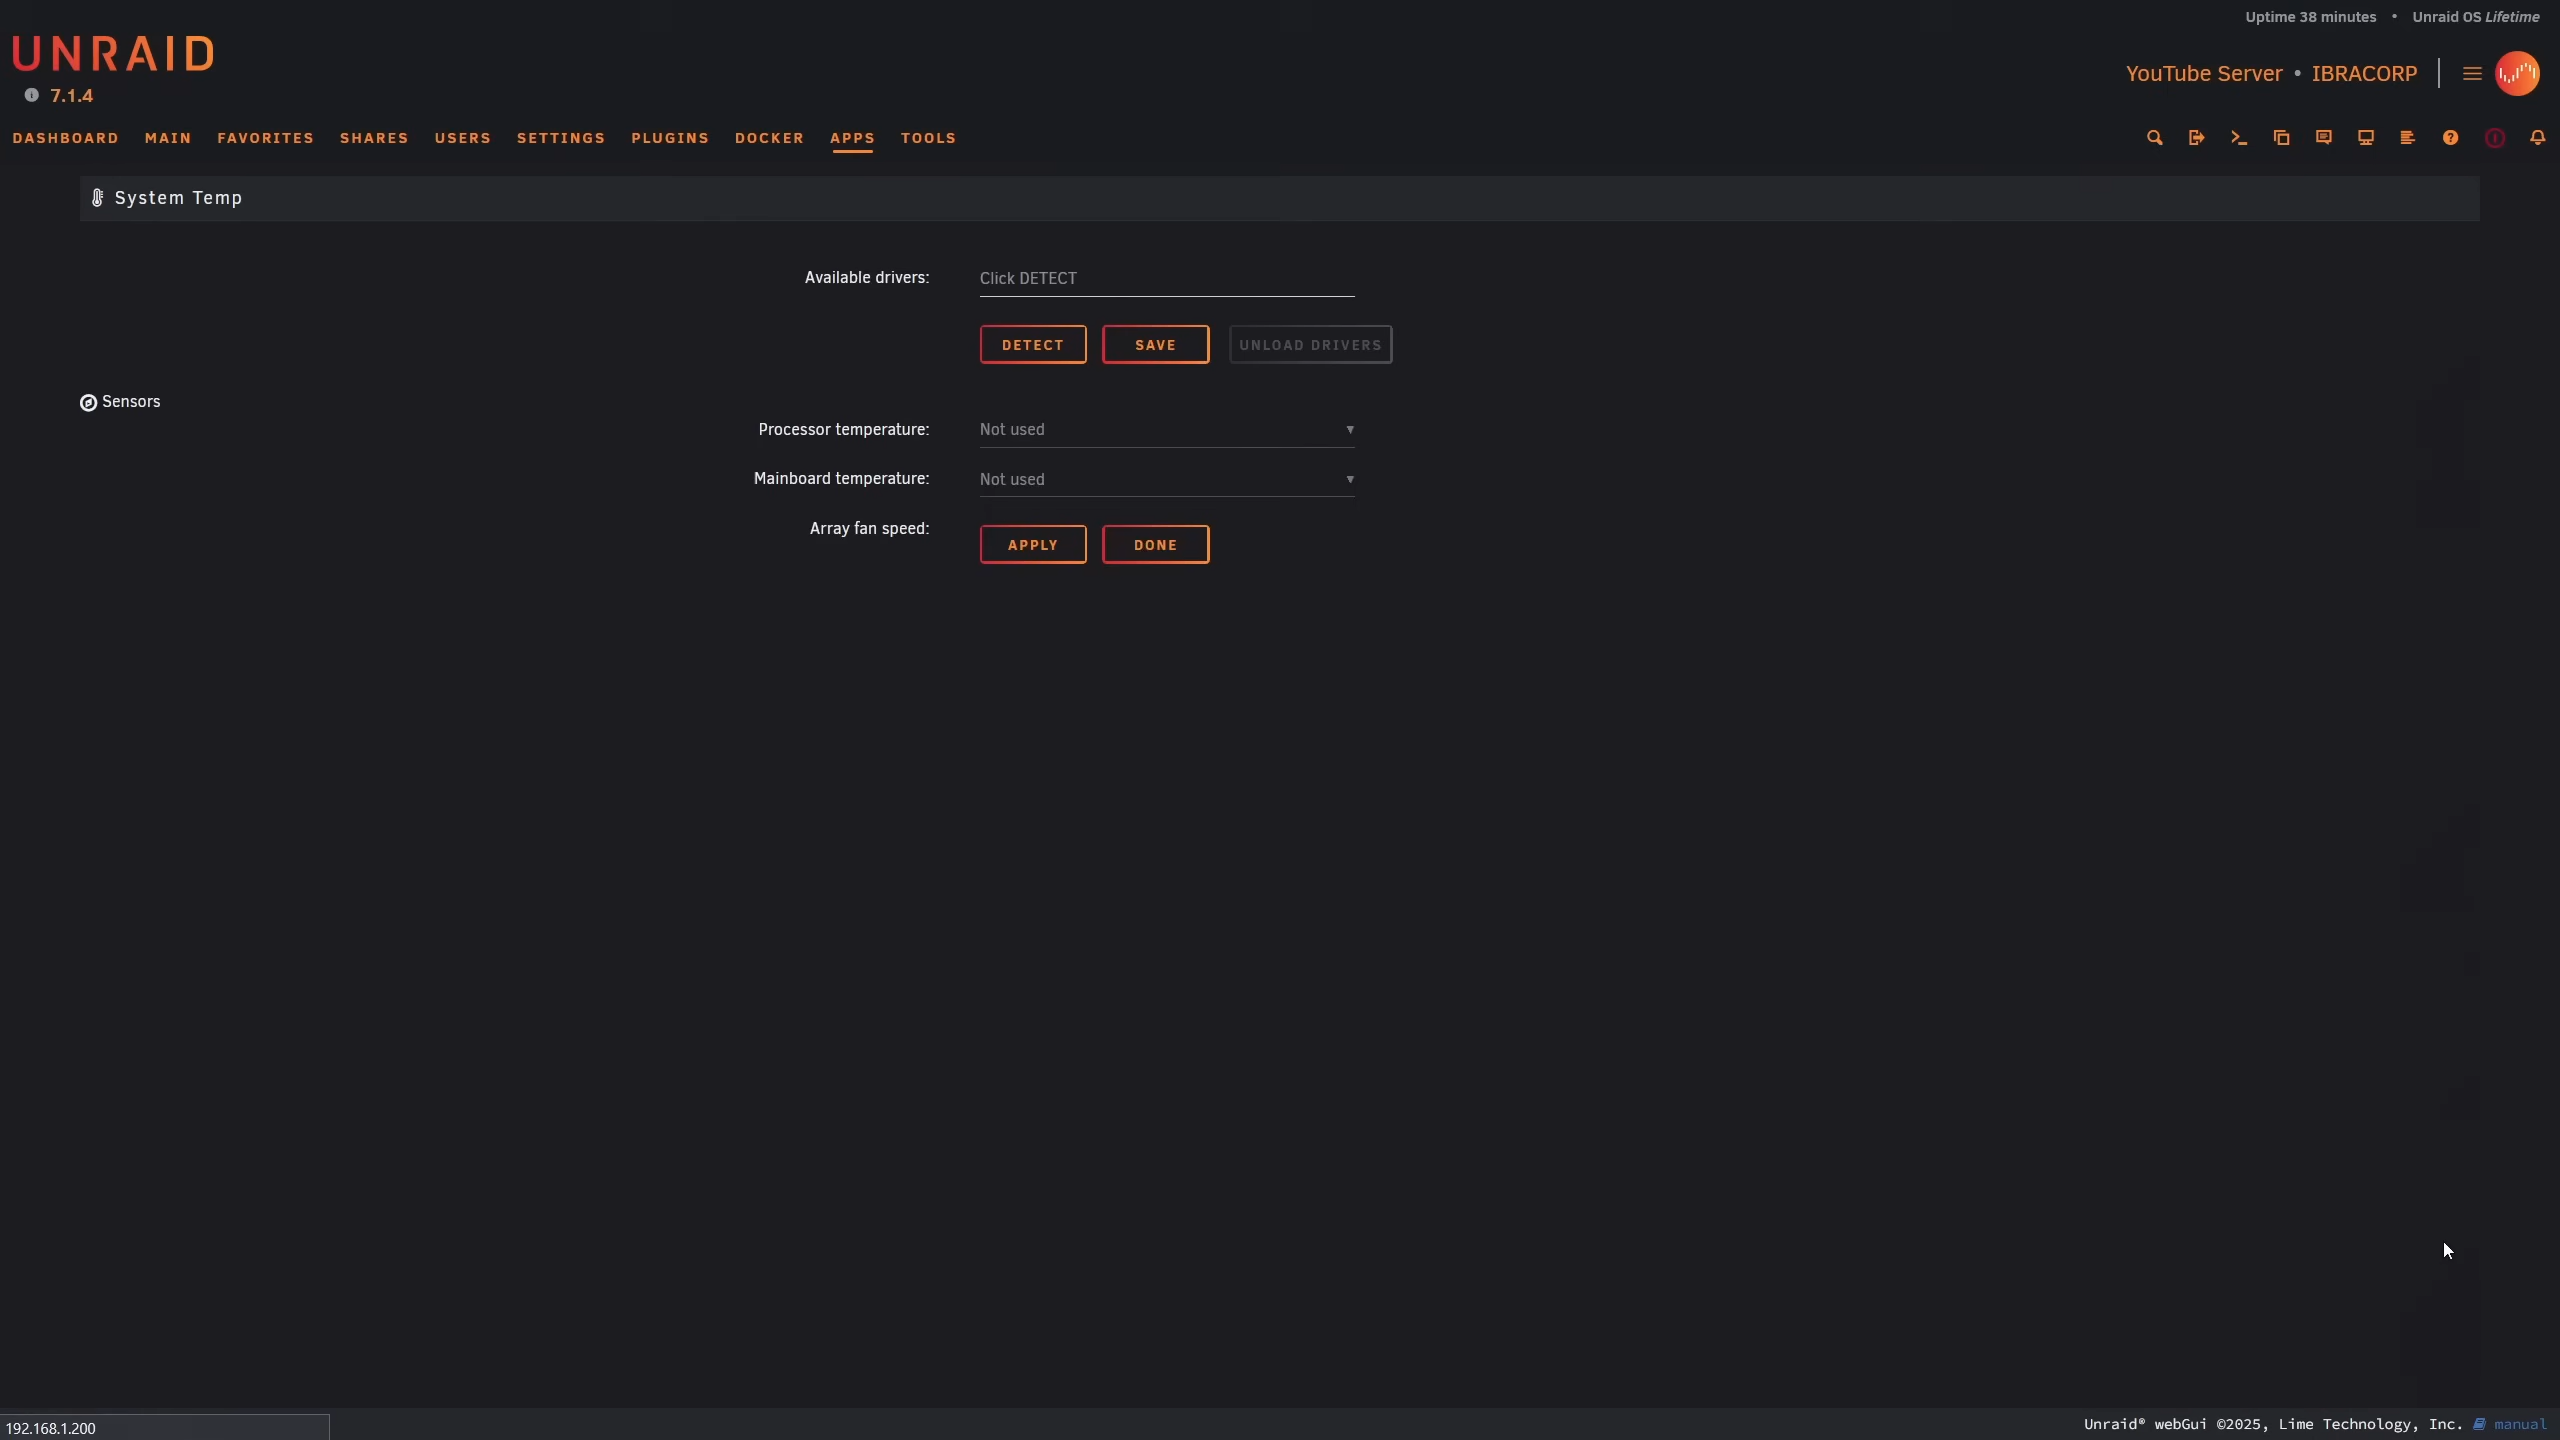 Uptime 38 minutes • Unraid OS Lifetime
UNRAID
7.1.4
YouTube Server • IBRACORP
DASHBOARD MAIN FAVORITES SHARES USERS SETTINGS PLUGINS DOCKER APPS TOOLS
System Temp
Available drivers: Click DETECT
DETECT SAVE UNLOAD DRIVERS
Sensors
Processor temperature: Not used
Mainboard temperature: Not used
Array fan speed:
APPLY DONE
192.168.1.200
Unraid® webGui ©2025, Lime Technology, Inc. manual